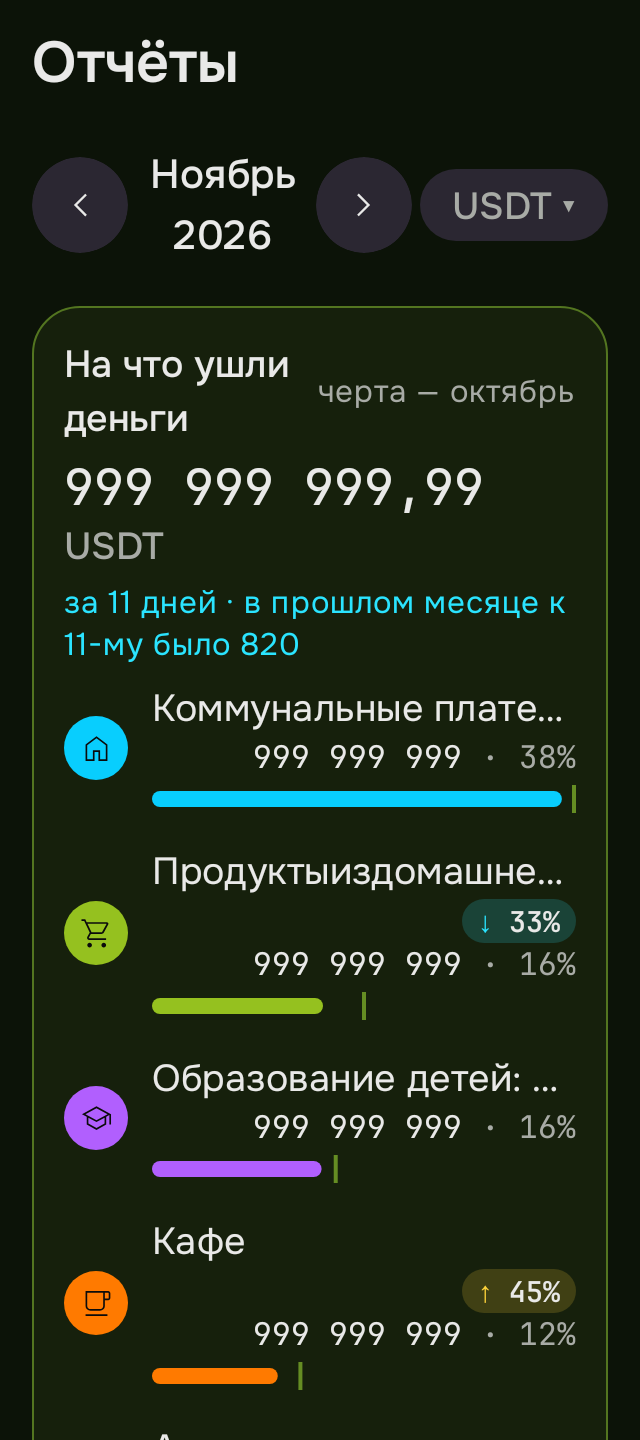 Отчёты
Ноябрь
2026
USDT ▾
На что ушли
деньги
черта — октябрь
999 999 999,99
USDT
за 11 дней · в прошлом месяце к
11-му было 820
Коммунальные плате...
999 999 999 · 38%
Продуктыиздомашне...
↓ 33%
999 999 999 · 16%
Образование детей: ...
999 999 999 · 16%
Кафе
↑ 45%
999 999 999 · 12%